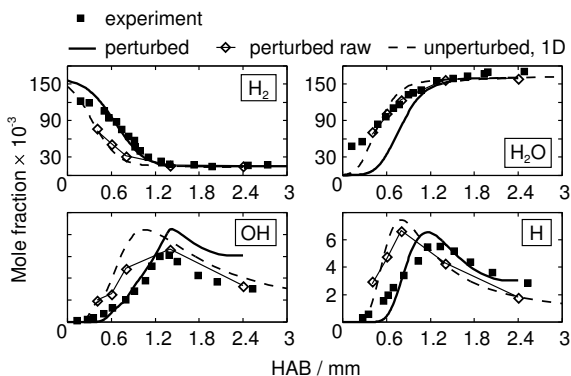 experiment
perturbed perturbed raw unperturbed, 1D
Mole fraction × 10⁻³
150
90
30
0 0.6 1.2 1.8 2.4 3
H₂
150
90
30
0 0.6 1.2 1.8 2.4 3
H₂O
0 0.6 1.2 1.8 2.4 3
OH
6
4
2
0
0 0.6 1.2 1.8 2.4 3
H
HAB / mm